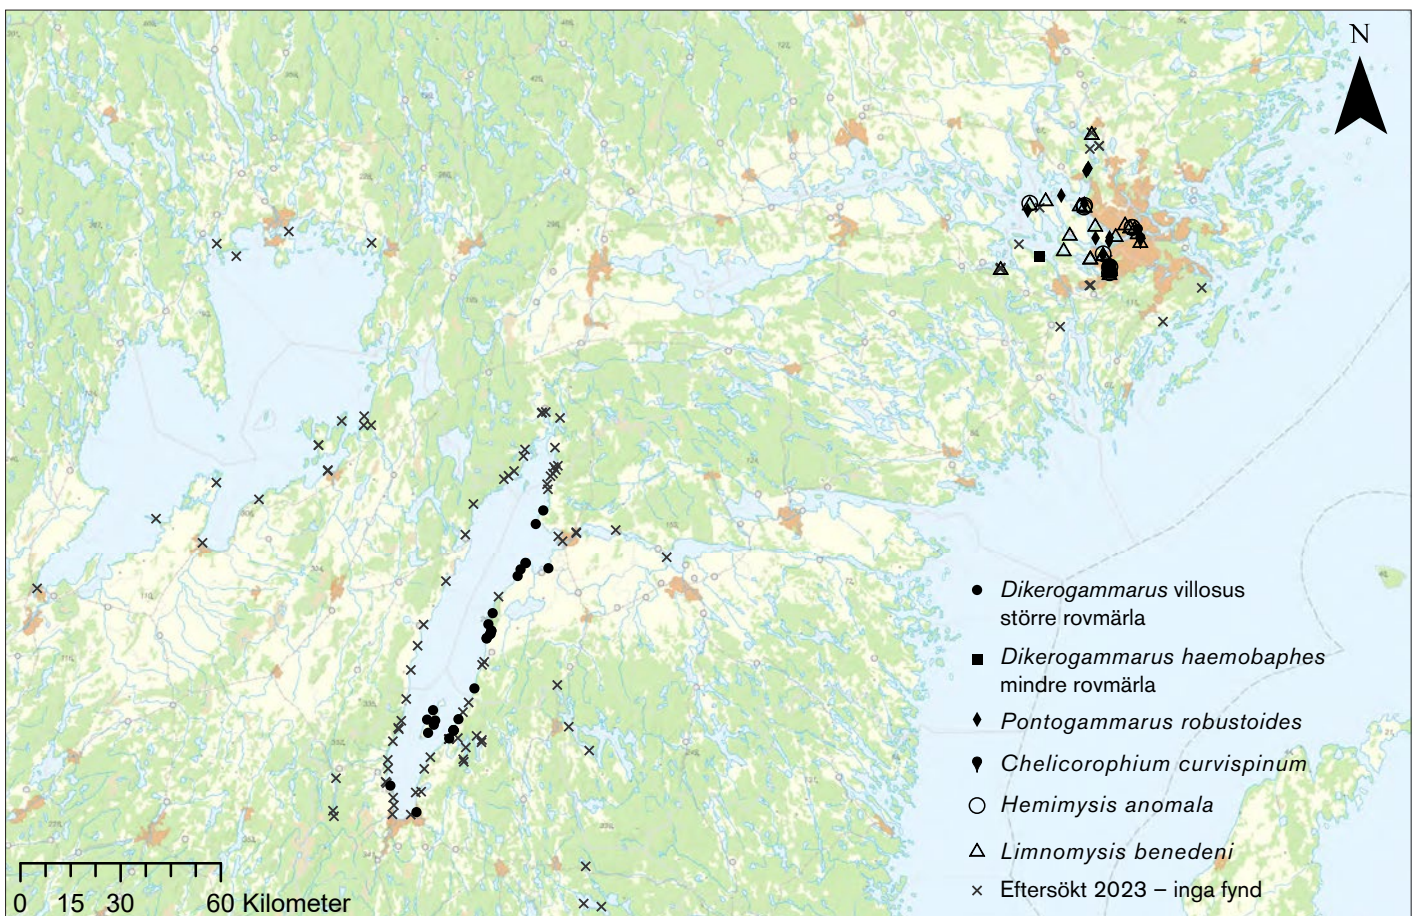 N
Dikerogammarus villosus
större rovmärla
Dikerogammarus haemobaphes
mindre rovmärla
Pontogammarus robustoides
Chelicorophium curvispinum
Hemimysis anomala
Limnomysis benedeni
Eftersökt 2023 – inga fynd
0 15 30 60 Kilometer